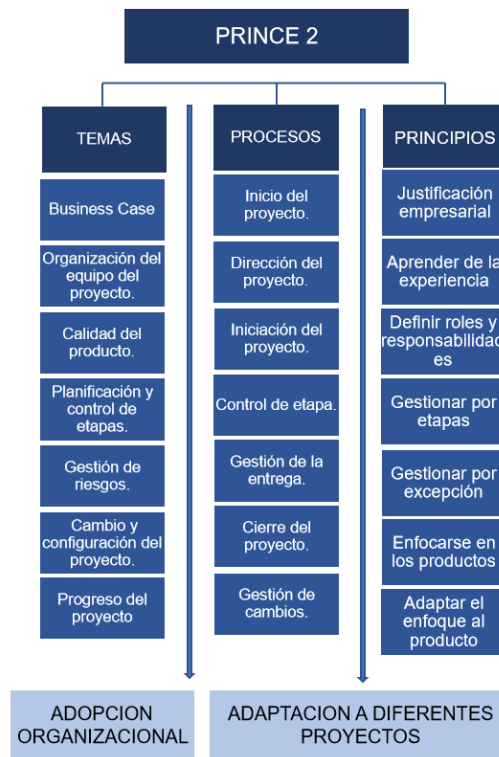 PRINCE 2
TEMAS
Business Case
Organización del
equipo del
proyecto.
Calidad del
producto.
Planificación y
control de
etapas.
Gestión de
riesgos.
Cambio y
configuración del
proyecto.
Progreso del
proyecto
PROCESOS
Inicio del
proyecto.
Dirección del
proyecto.
Iniciación del
proyecto.
Control de etapa.
Gestión de la
entrega.
Cierre del
proyecto.
Gestión de
cambios.
PRINCIPIOS
Justificación
empresarial
Aprender de la
experiencia
Definir roles y
responsabilidad
es
Gestionar por
etapas
Gestionar por
excepción
Enfocarse en
los productos
Adaptar el
enfoque al
producto
ADOPCION
ORGANIZACIONAL
ADAPTACION A DIFERENTES
PROYECTOS